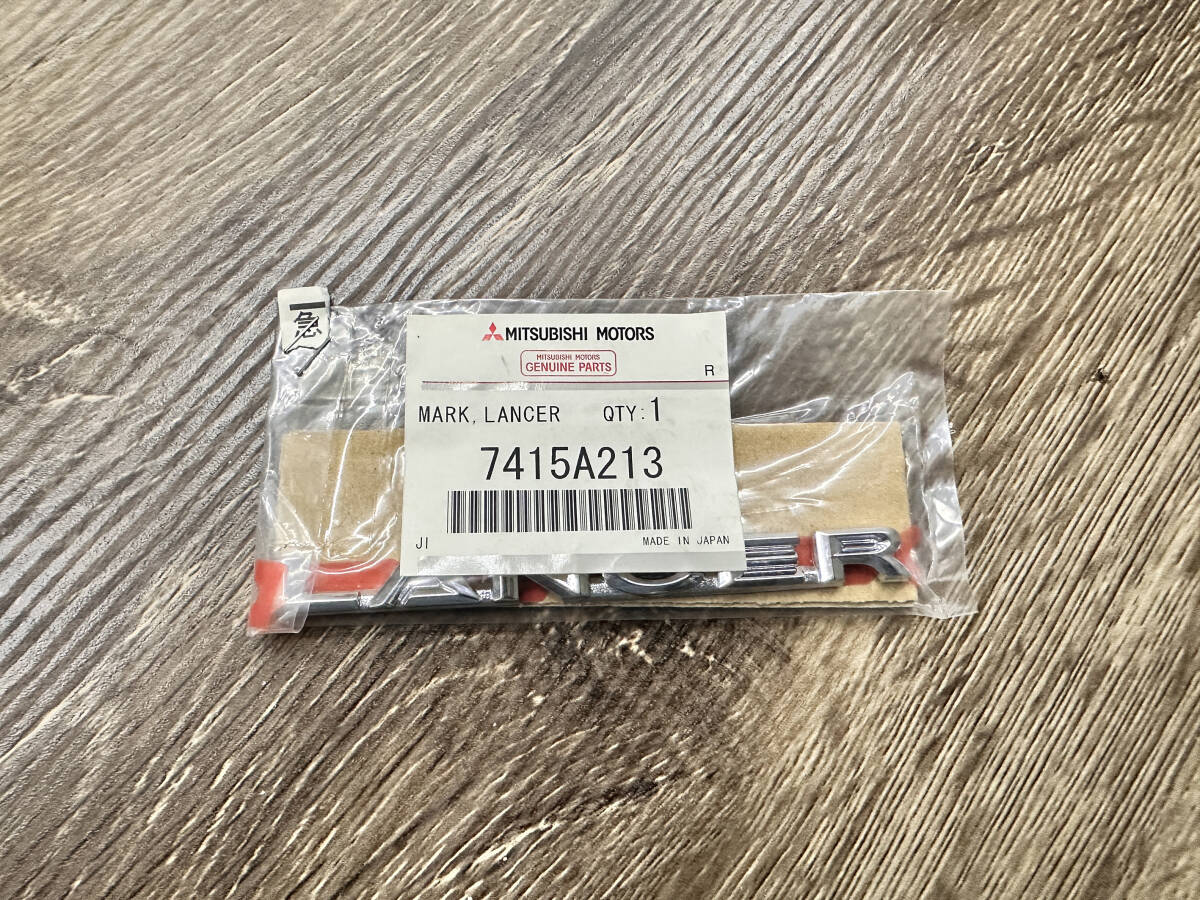 急
MITSUBISHI MOTORS
MITSUBISHI MOTORS
GENUINE PARTS
R
MARK, LANCER QTY:1
7415A213
JI MADE IN JAPAN
LANCER